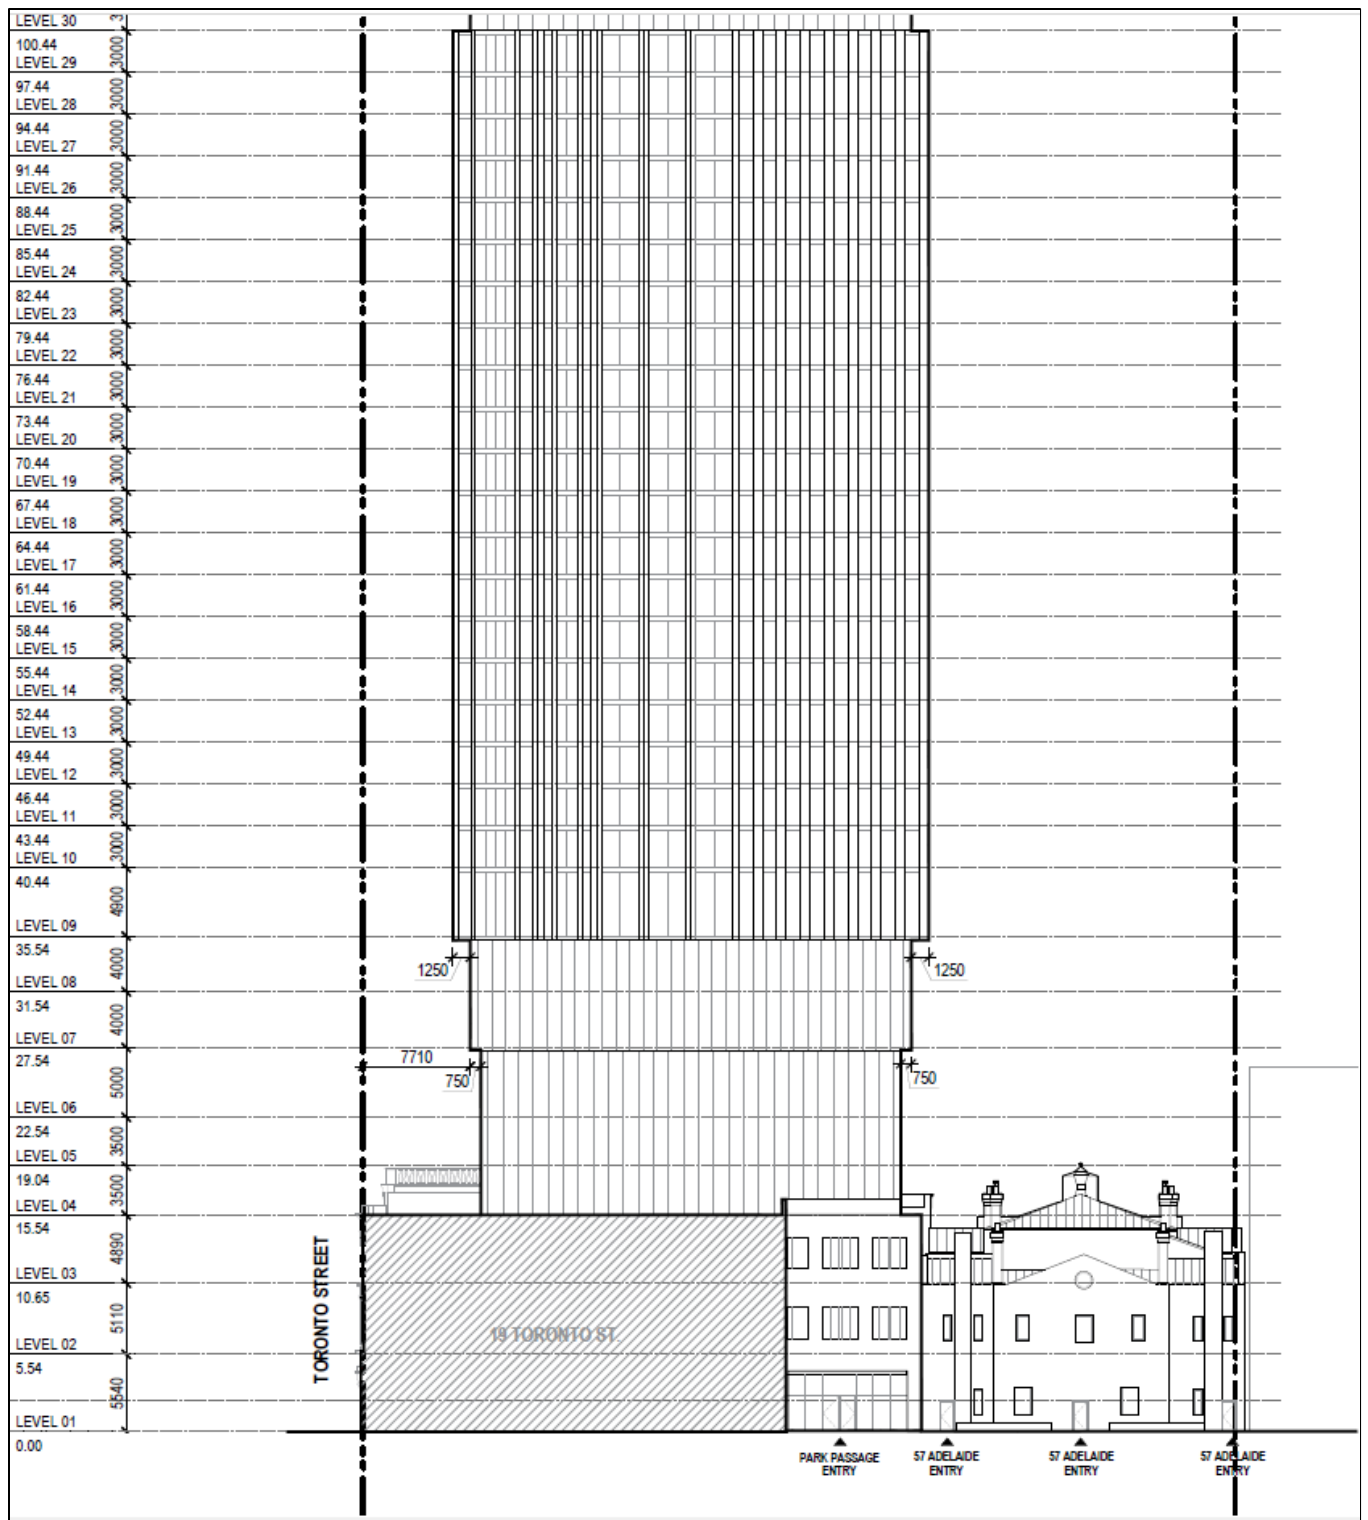 LEVEL 30
3000
100.44
LEVEL 29
3000
97.44
LEVEL 28
3000
94.44
LEVEL 27
3000
91.44
LEVEL 26
3000
88.44
LEVEL 25
3000
85.44
LEVEL 24
3000
82.44
LEVEL 23
3000
79.44
LEVEL 22
3000
76.44
LEVEL 21
3000
73.44
LEVEL 20
3000
70.44
LEVEL 19
3000
67.44
LEVEL 18
3000
64.44
LEVEL 17
3000
61.44
LEVEL 16
3000
58.44
LEVEL 15
3000
55.44
LEVEL 14
3000
52.44
LEVEL 13
3000
49.44
LEVEL 12
3000
46.44
LEVEL 11
3000
43.44
LEVEL 10
3000
40.44
4900
LEVEL 09
35.54
4000
1250
1250
LEVEL 08
31.54
4000
LEVEL 07
27.54
7710
750
750
5000
LEVEL 06
22.54
3500
LEVEL 05
19.04
3500
LEVEL 04
15.54
4890
LEVEL 03
10.65
5110
LEVEL 02
5.54
5540
LEVEL 01
0.00
TORONTO STREET
19 TORONTO ST.
PARK PASSAGE
ENTRY
57 ADELAIDE
ENTRY
57 ADELAIDE
ENTRY
57 ADELAIDE
ENTRY